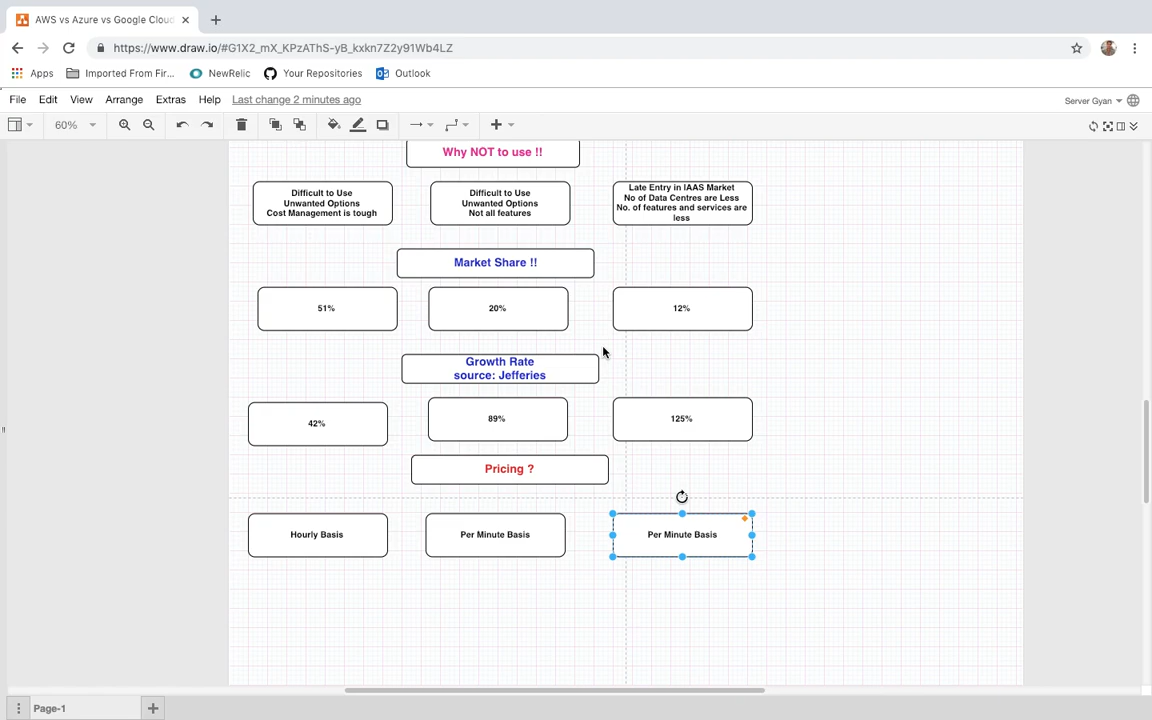 AWS vs Azure vs Google Cloud
https://www.draw.io/#G1X2_mX_KPzAThS-yB_kxkn7Z2y91Wb4LZ
Apps
Imported From Fir...
NewRelic
Your Repositories
Outlook
File
Edit
View
Arrange
Extras
Help
Last change 2 minutes ago
Server Gyan
60%
Why NOT to use !!
Difficult to Use
Unwanted Options
Cost Management is tough
Difficult to Use
Unwanted Options
Not all features
Late Entry in IAAS Market
No of Data Centres are Less
No. of features and services are
less
Market Share !!
51%
20%
12%
Growth Rate
source: Jefferies
42%
89%
125%
Pricing ?
Hourly Basis
Per Minute Basis
Per Minute Basis
Page-1